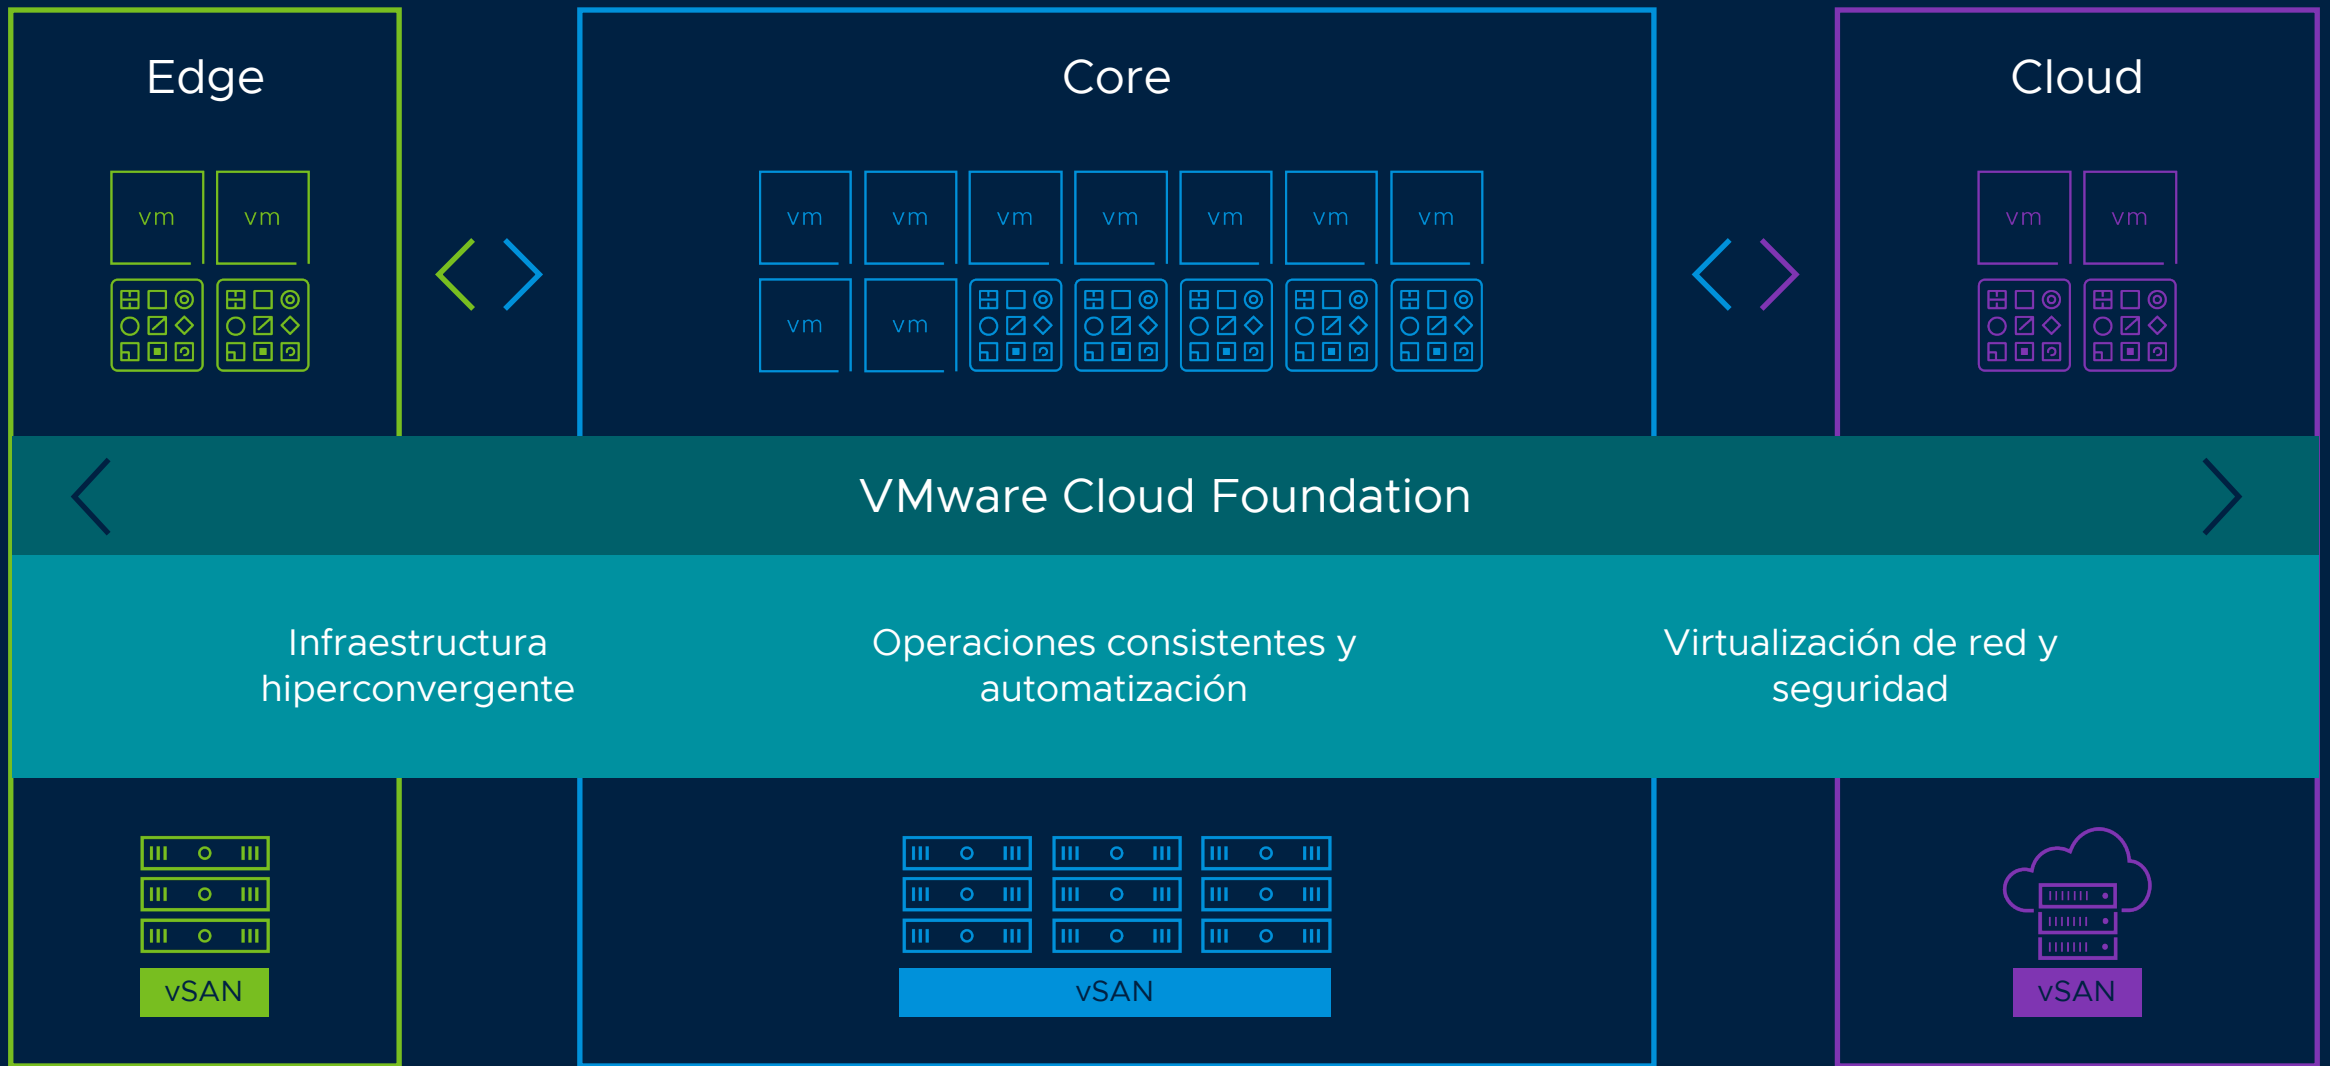 Edge
Core
Cloud
vm vm
vm vm vm vm vm vm vm
vm vm
vm vm
VMware Cloud Foundation
Infraestructura
hiperconvergente
Operaciones consistentes y
automatización
Virtualización de red y
seguridad
vSAN
vSAN
vSAN